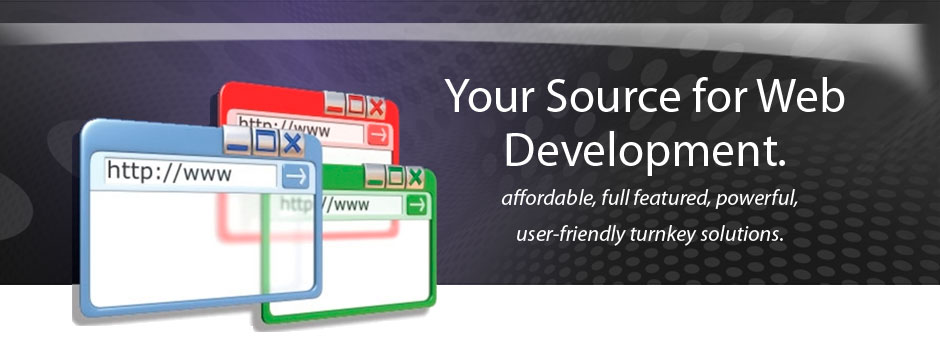 http://www
http://www
http://www
Your Source for Web
Development.
affordable, full featured, powerful,
user-friendly turnkey solutions.